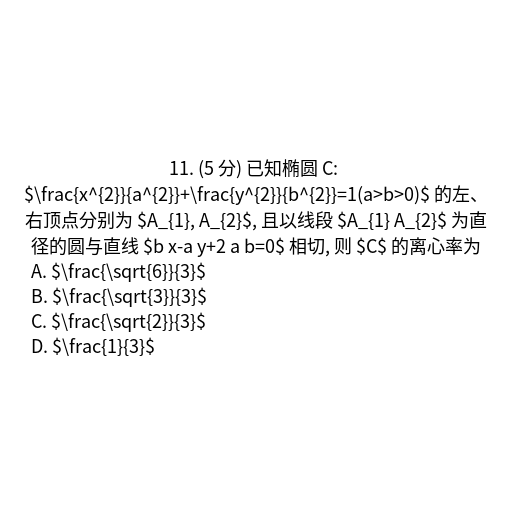 11. (5 分) 已知椭圆 C:
$\frac{x^{2}}{a^{2}}+\frac{y^{2}}{b^{2}}=1(a>b>0)$ 的左、
右顶点分别为 $A_{1}, A_{2}$, 且以线段 $A_{1} A_{2}$ 为直
径的圆与直线 $b x-a y+2 a b=0$ 相切, 则 $C$ 的离心率为
A. $\frac{\sqrt{6}}{3}$
B. $\frac{\sqrt{3}}{3}$
C. $\frac{\sqrt{2}}{3}$
D. $\frac{1}{3}$